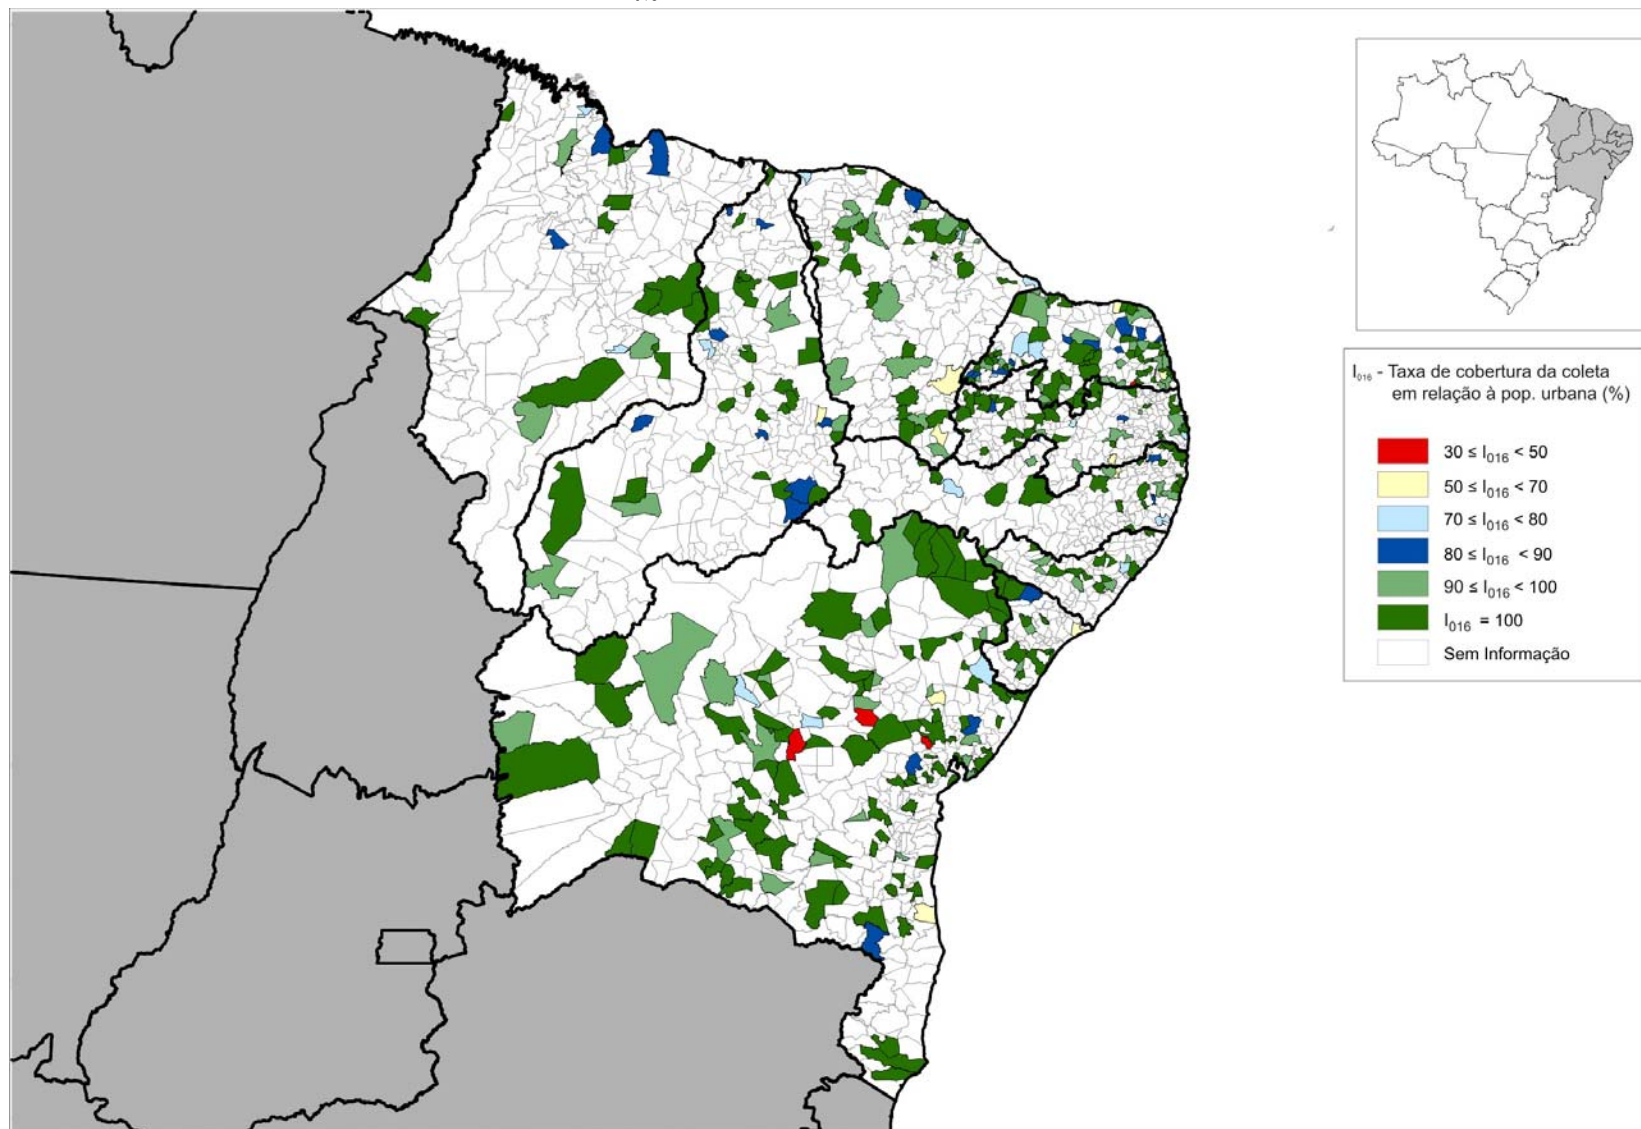 I₀₁₆ - Taxa de cobertura da coleta
em relação à pop. urbana (%)
30 ≤ I₀₁₆ < 50
50 ≤ I₀₁₆ < 70
70 ≤ I₀₁₆ < 80
80 ≤ I₀₁₆ < 90
90 ≤ I₀₁₆ < 100
I₀₁₆ = 100
Sem Informação